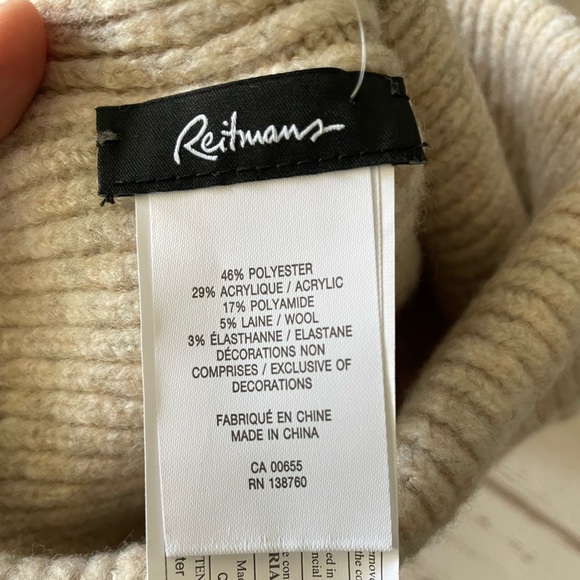 Reitmans
46% POLYESTER
29% ACRYLIQUE / ACRYLIC
17% POLYAMIDE
5% LAINE / WOOL
3% ÉLASTHANNE / ELASTANE
DÉCORATIONS NON
COMPRISES / EXCLUSIVE OF
DECORATIONS
FABRIQUÉ EN CHINE
MADE IN CHINA
CA 00655
RN 138760